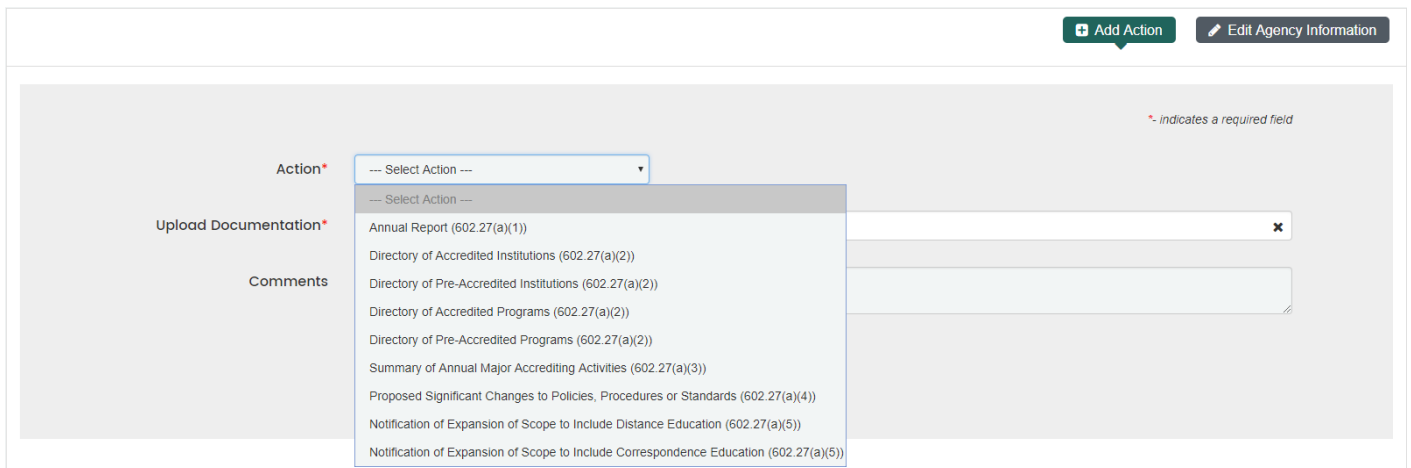 Add Action
Edit Agency Information
*- indicates a required field
Action*
--- Select Action ---
--- Select Action ---
Annual Report (602.27(a)(1))
Upload Documentation*
Directory of Accredited Institutions (602.27(a)(2))
Comments
Directory of Pre-Accredited Institutions (602.27(a)(2))
Directory of Accredited Programs (602.27(a)(2))
Directory of Pre-Accredited Programs (602.27(a)(2))
Summary of Annual Major Accrediting Activities (602.27(a)(3))
Proposed Significant Changes to Policies, Procedures or Standards (602.27(a)(4))
Notification of Expansion of Scope to Include Distance Education (602.27(a)(5))
Notification of Expansion of Scope to Include Correspondence Education (602.27(a)(5))